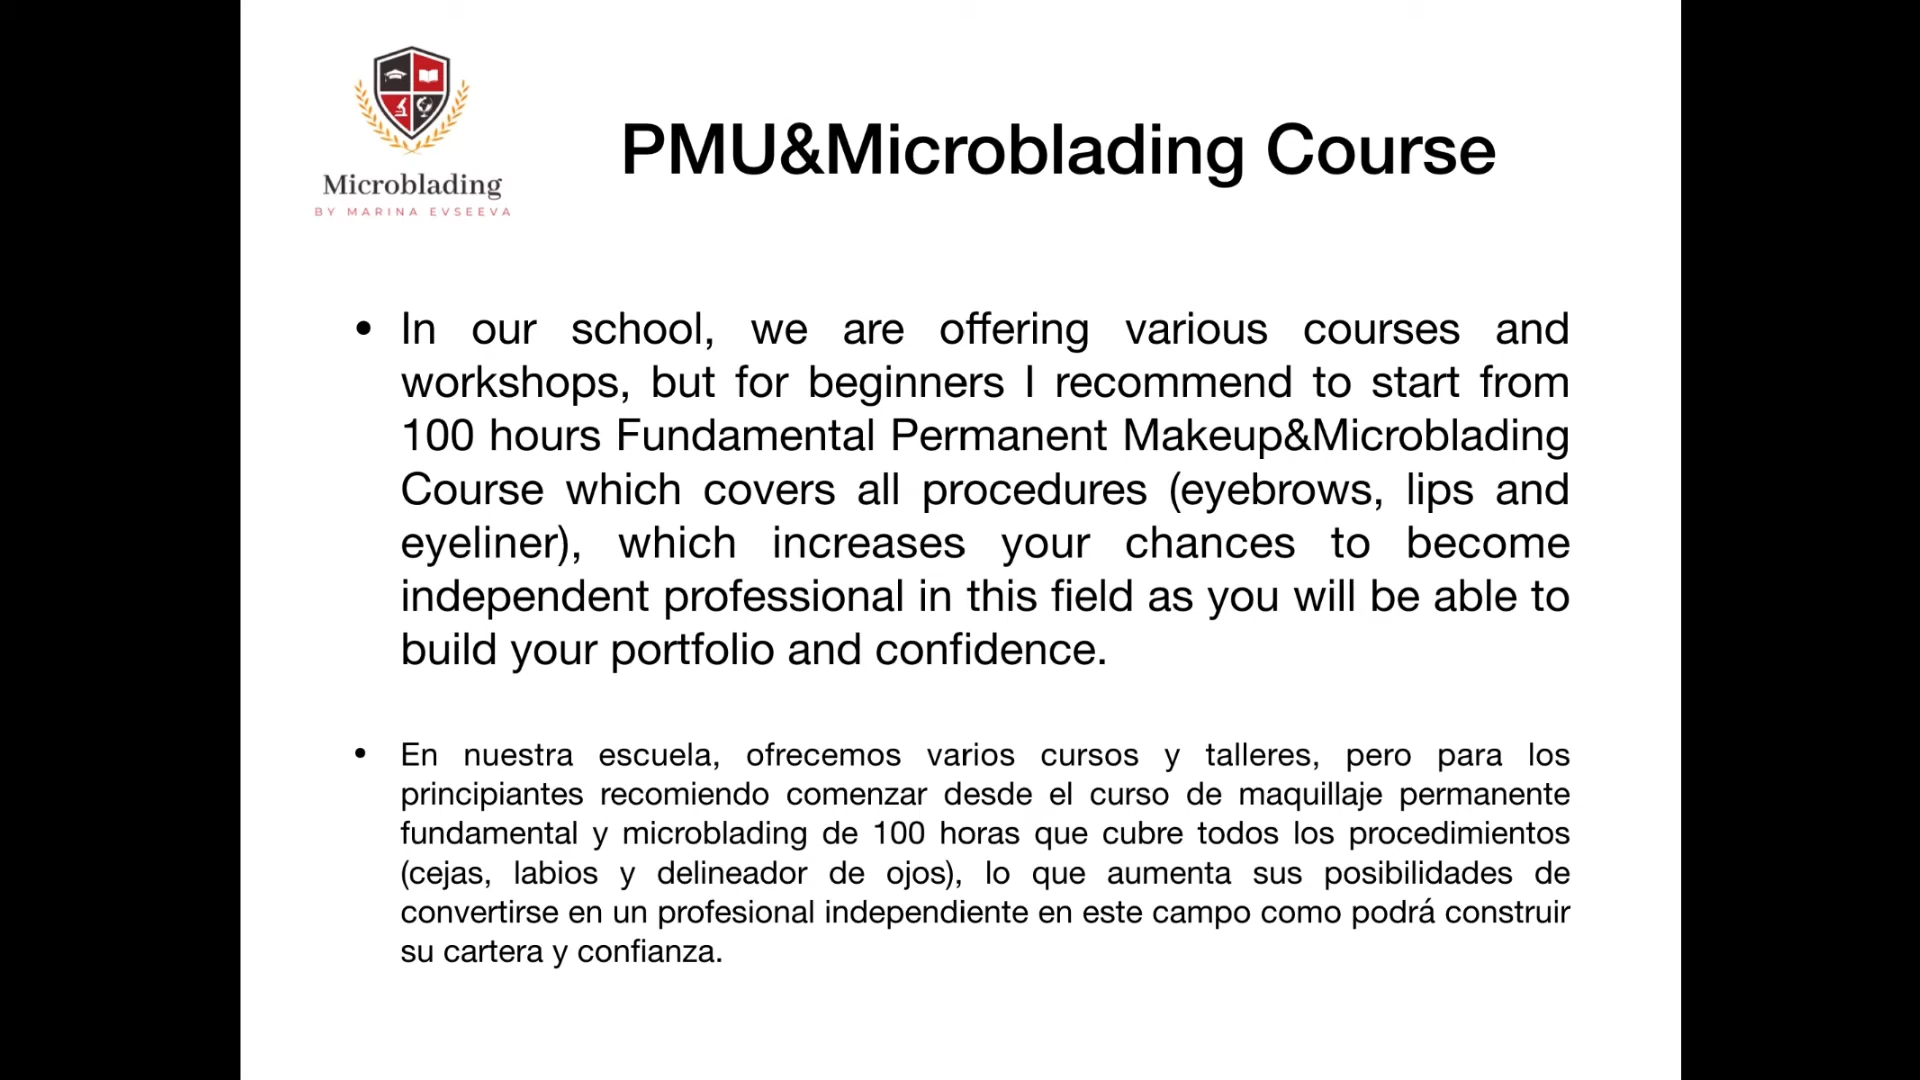 Microblading
BY MARINA EVSEEVA
PMU&Microblading Course
• In our school, we are offering various courses and
workshops, but for beginners I recommend to start from
100 hours Fundamental Permanent Makeup&Microblading
Course which covers all procedures (eyebrows, lips and
eyeliner), which increases your chances to become
independent professional in this field as you will be able to
build your portfolio and confidence.
• En nuestra escuela, ofrecemos varios cursos y talleres, pero para los
principiantes recomiendo comenzar desde el curso de maquillaje permanente
fundamental y microblading de 100 horas que cubre todos los procedimientos
(cejas, labios y delineador de ojos), lo que aumenta sus posibilidades de
convertirse en un profesional independiente en este campo como podrá construir
su cartera y confianza.